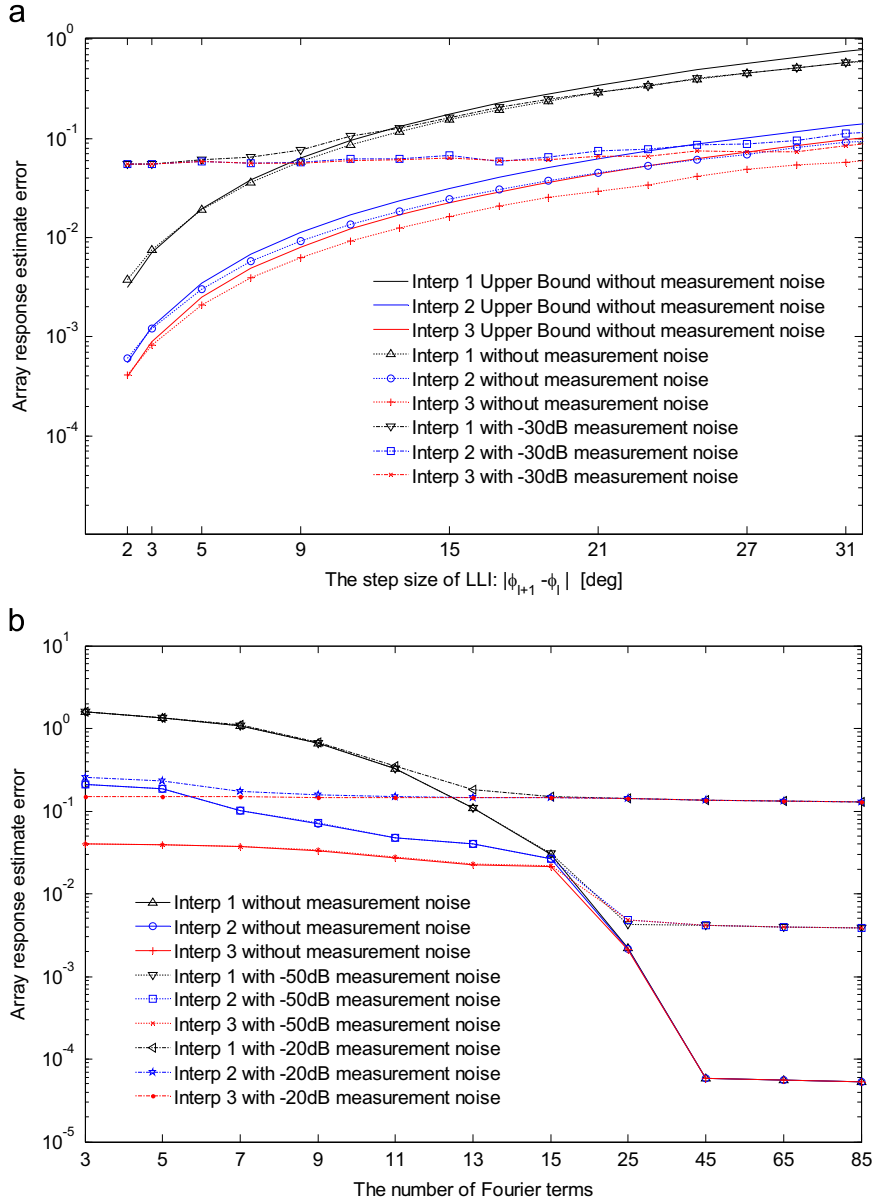 a
10^0
10^-1
10^-2
10^-3
10^-4
Array response estimate error
Interp 1 Upper Bound without measurement noise
Interp 2 Upper Bound without measurement noise
Interp 3 Upper Bound without measurement noise
Interp 1 without measurement noise
Interp 2 without measurement noise
Interp 3 without measurement noise
Interp 1 with -30dB measurement noise
Interp 2 with -30dB measurement noise
Interp 3 with -30dB measurement noise
2 3 5 9 15 21 27 31
The step size of LLI: |ϕ_l+1 -ϕ_l | [deg]
b
10^1
10^0
10^-1
10^-2
10^-3
10^-4
10^-5
Array response estimate error
Interp 1 without measurement noise
Interp 2 without measurement noise
Interp 3 without measurement noise
Interp 1 with -50dB measurement noise
Interp 2 with -50dB measurement noise
Interp 3 with -50dB measurement noise
Interp 1 with -20dB measurement noise
Interp 2 with -20dB measurement noise
Interp 3 with -20dB measurement noise
3 5 7 9 11 13 15 25 45 65 85
The number of Fourier terms